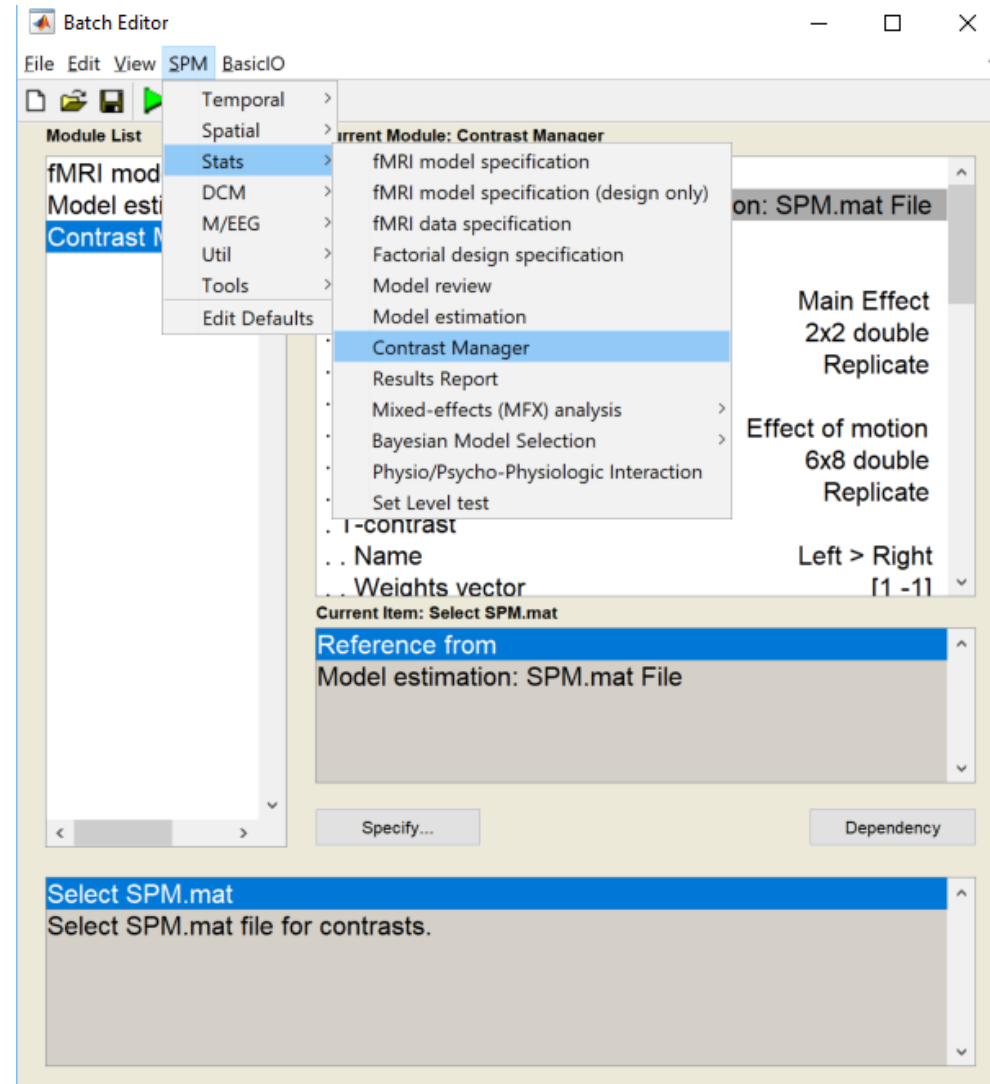 Batch Editor
File Edit View SPM BasicIO
Temporal
Spatial
Stats
DCM
M/EEG
Util
Tools
Edit Defaults
Module List
fMRI mod
Model esti
Contrast
Current Module: Contrast Manager
fMRI model specification
fMRI model specification (design only)
fMRI data specification
Factorial design specification
Model review
Model estimation
Contrast Manager
Results Report
Mixed-effects (MFX) analysis
Bayesian Model Selection
Physio/Psycho-Physiologic Interaction
Set Level test
on: SPM.mat File
Main Effect
2x2 double
Replicate
Effect of motion
6x8 double
Replicate
. T-contrast
. . Name Left > Right
. . Weights vector [1 -1]
Current Item: Select SPM.mat
Reference from
Model estimation: SPM.mat File
Specify...
Dependency
Select SPM.mat
Select SPM.mat file for contrasts.